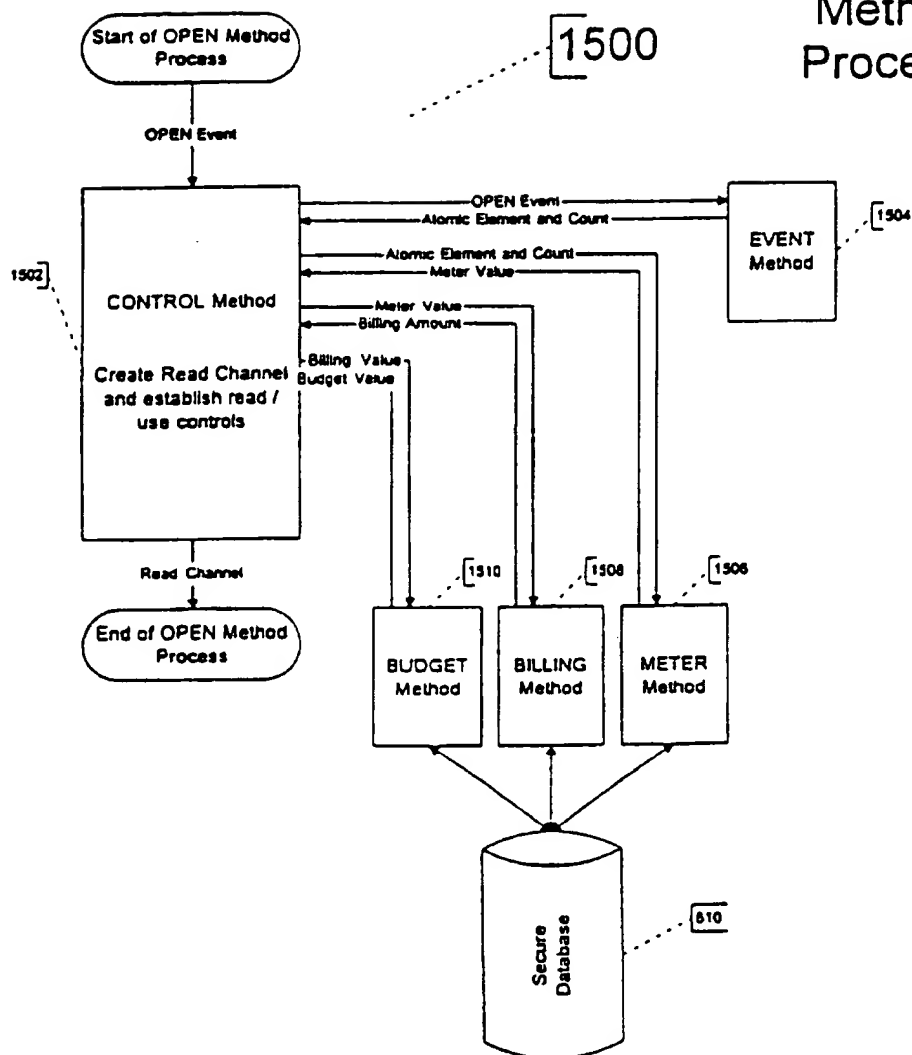 Start of OPEN Method
Process
1500
OPEN Event
OPEN Event
Atomic Element and Count
EVENT
Method
1504
Atomic Element and Count
Meter Value
1502
CONTROL Method
Meter Value
Billing Amount
Create Read Channel
and establish read /
use controls
Billing Value
Budget Value
Read Channel
End of OPEN Method
Process
1510
1508
1506
BUDGET
Method
BILLING
Method
METER
Method
Secure
Database
610